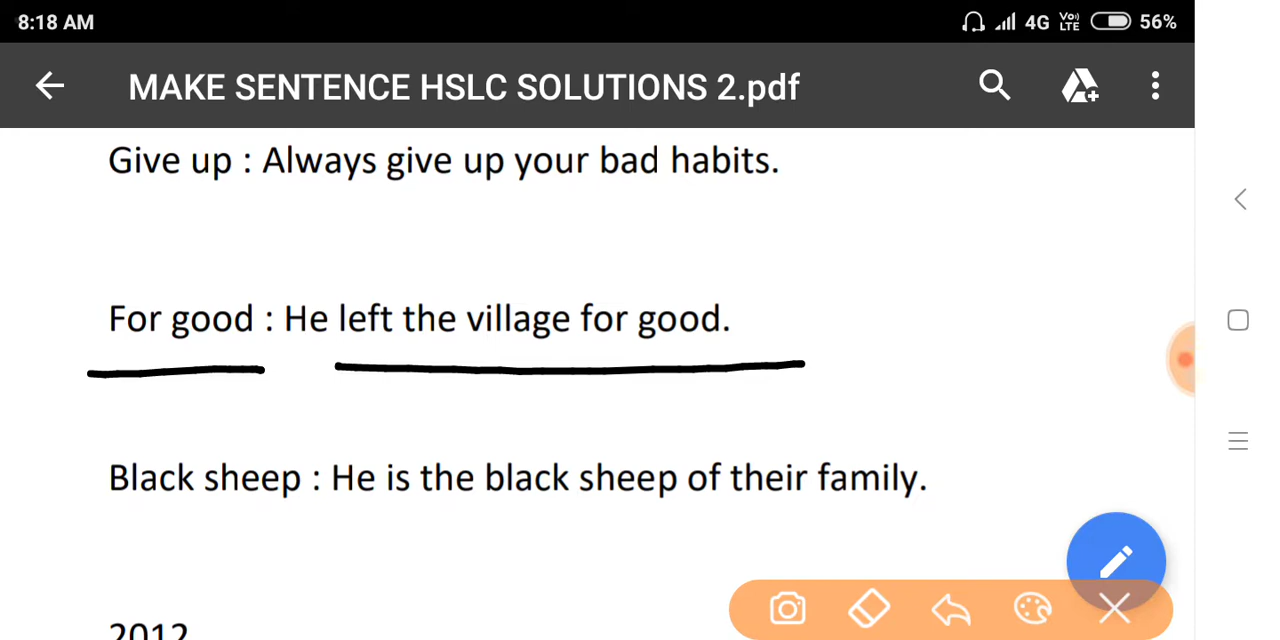 8:18 AM
4G Vo) LTE 56%
MAKE SENTENCE HSLC SOLUTIONS 2.pdf
Give up : Always give up your bad habits.
For good : He left the village for good.
Black sheep : He is the black sheep of their family.
2012